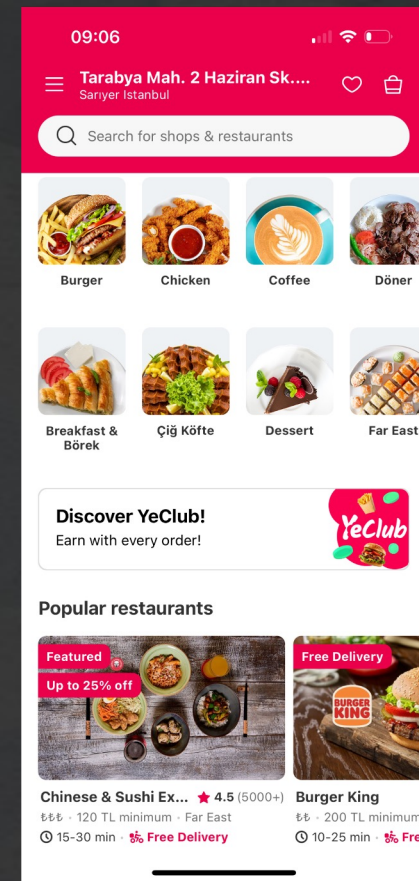 09:06
Tarabya Mah. 2 Haziran Sk....
Sarıyer Istanbul
Search for shops & restaurants
Burger
Chicken
Coffee
Döner
Breakfast &
Börek
Çiğ Köfte
Dessert
Far East
Discover YeClub!
Earn with every order!
YeClub
Popular restaurants
Featured
Up to 25% off
Free Delivery
BURGER
KING
Chinese & Sushi Ex... ★ 4.5 (5000+)
₺₺₺ · 120 TL minimum · Far East
15-30 min · Free Delivery
Burger King
₺₺ · 200 TL minimum
10-25 min · Fre